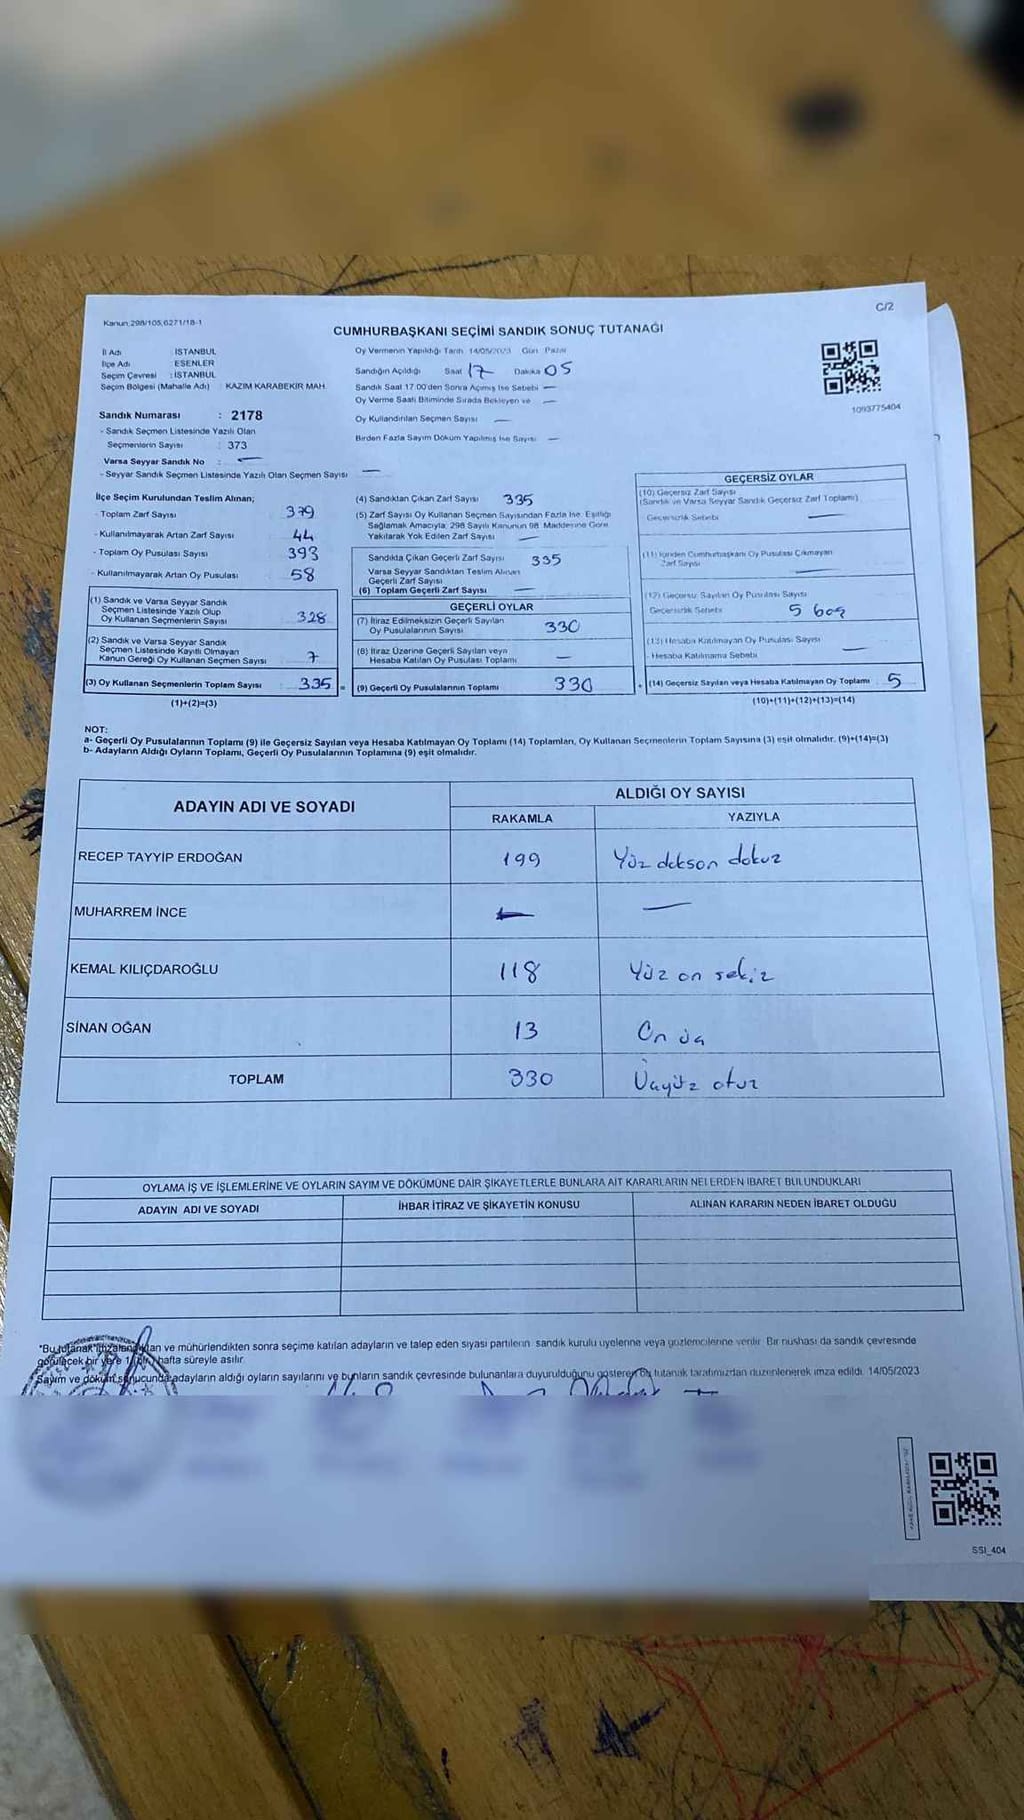 Kanun:298/105,6271/18-1
C/2
CUMHURBAŞKANI SEÇİMİ SANDIK SONUÇ TUTANAĞI
İl Adı : İSTANBUL
İlçe Adı : ESENLER
Seçim Çevresi : İSTANBUL
Seçim Bölgesi (Mahalle Adı) : KAZIM KARABEKİR MAH.
Sandık Numarası : 2178
- Sandık Seçmen Listesinde Yazılı Olan
Seçmenlerin Sayısı : 373
Varsa Seyyar Sandık No : —
- Seyyar Sandık Seçmen Listesinde Yazılı Olan Seçmen Sayısı —
Oy Vermenin Yapıldığı Tarih: 14/05/2023 Gün: Pazar
Sandığın Açıldığı Saat 17 Dakika 05
Sandık Saat 17:00'den Sonra Açılmış İse Sebebi —
Oy Verme Saati Bitiminde Sırada Bekleyen ve —
Oy Kullandırılan Seçmen Sayısı —
Birden Fazla Sayım Döküm Yapılmış İse Sayısı —
1093775404
İlçe Seçim Kurulundan Teslim Alınan;
- Toplam Zarf Sayısı 379
- Kullanılmayarak Artan Zarf Sayısı 44
- Toplam Oy Pusulası Sayısı 393
- Kullanılmayarak Artan Oy Pusulası 58
(1) Sandık ve Varsa Seyyar Sandık
Seçmen Listesinde Yazılı Olup
Oy Kullanan Seçmenlerin Sayısı 328
(2) Sandık ve Varsa Seyyar Sandık
Seçmen Listesinde Kayıtlı Olmayan
Kanun Gereği Oy Kullanan Seçmen Sayısı 7
(3) Oy Kullanan Seçmenlerin Toplam Sayısı 335 =
(1)+(2)=(3)
(4) Sandıktan Çıkan Zarf Sayısı 335
(5) Zarf Sayısı Oy Kullanan Seçmen Sayısından Fazla İse, Eşitliği
Sağlamak Amacıyla; 298 Sayılı Kanunun 98. Maddesine Göre
Yakılarak Yok Edilen Zarf Sayısı —
Sandıkta Çıkan Geçerli Zarf Sayısı 335
Varsa Seyyar Sandıktan Teslim Alınan
Geçerli Zarf Sayısı
(6) Toplam Geçerli Zarf Sayısı —
GEÇERLİ OYLAR
(7) İtiraz Edilmeksizin Geçerli Sayılan
Oy Pusulalarının Sayısı 330
(8) İtiraz Üzerine Geçerli Sayılan veya
Hesaba Katılan Oy Pusulası Toplamı —
(9) Geçerli Oy Pusulalarının Toplamı 330 +
GEÇERSİZ OYLAR
(10) Geçersiz Zarf Sayısı
(Sandık ve Varsa Seyyar Sandık Geçersiz Zarf Toplamı)
Geçersizlik Sebebi —
(11) İçinden Cumhurbaşkanı Oy Pusulası Çıkmayan
Zarf Sayısı —
(12) Geçersiz Sayılan Oy Pusulası Sayısı
Geçersizlik Sebebi 5
(13) Hesaba Katılmayan Oy Pusulası Sayısı
- Hesaba Katılmama Sebebi —
(14) Geçersiz Sayılan veya Hesaba Katılmayan Oy Toplamı 5
(10)+(11)+(12)+(13)=(14)
NOT:
a- Geçerli Oy Pusulalarının Toplamı (9) ile Geçersiz Sayılan veya Hesaba Katılmayan Oy Toplamı (14) Toplamları, Oy Kullanan Seçmenlerin Toplam Sayısına (3) eşit olmalıdır. (9)+(14)=(3)
b- Adayların Aldığı Oyların Toplamı, Geçerli Oy Pusulalarının Toplamına (9) eşit olmalıdır.
ADAYIN ADI VE SOYADI
ALDIĞI OY SAYISI
RAKAMLA YAZIYLA
RECEP TAYYİP ERDOĞAN 199 Yüz doksan dokuz
MUHARREM İNCE — —
KEMAL KILIÇDAROĞLU 118 Yüz on sekiz
SİNAN OĞAN 13 On üç
TOPLAM 330 Üçyüz otuz
OYLAMA İŞ VE İŞLEMLERİNE VE OYLARIN SAYIM VE DÖKÜMÜNE DAİR ŞİKAYETLERLE BUNLARA AİT KARARLARIN NELERDEN İBARET BULUNDUKLARI
ADAYIN ADI VE SOYADI İHBAR İTİRAZ VE ŞİKAYETİN KONUSU ALINAN KARARIN NEDEN İBARET OLDUĞU
*Bu tutanak imzalandıktan ve mühürlendikten sonra seçime katılan adayların ve talep eden siyasi partilerin sandık kurulu üyelerine veya gözlemcilerine verilir. Bir nüshası da sandık çevresinde
görülecek bir yere 1 (bir) hafta süreyle asılır.
*Sayım ve döküm sonucunda adayların aldığı oyların sayılarını ve bunların sandık çevresinde bulunanlara duyurulduğunu gösteren bu tutanak tarafımızdan düzenlenerek imza edildi. 14/05/2023
SSI_404